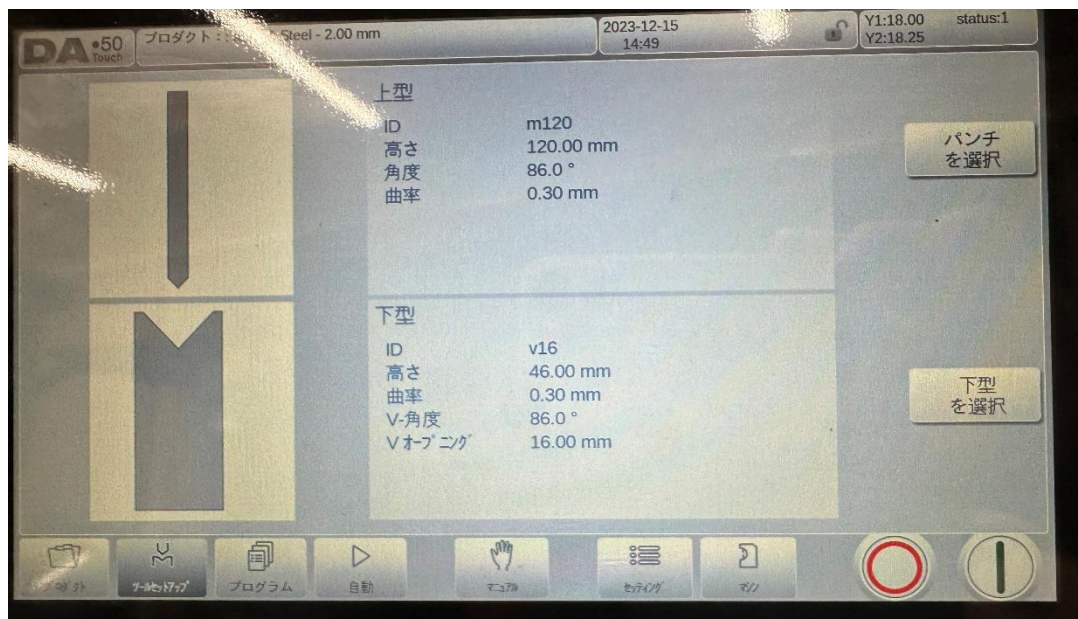 DA•50
Touch
プロダクト : Steel - 2.00 mm
2023-12-15
14:49
Y1:18.00 status:1
Y2:18.25
上型
ID m120
高さ 120.00 mm
角度 86.0 °
曲率 0.30 mm
パンチ
を選択
下型
ID v16
高さ 46.00 mm
曲率 0.30 mm
V-角度 86.0 °
V オープニング 16.00 mm
下型
を選択
ツールセットアップ プログラム 自動 マニュアル セッティング マシン